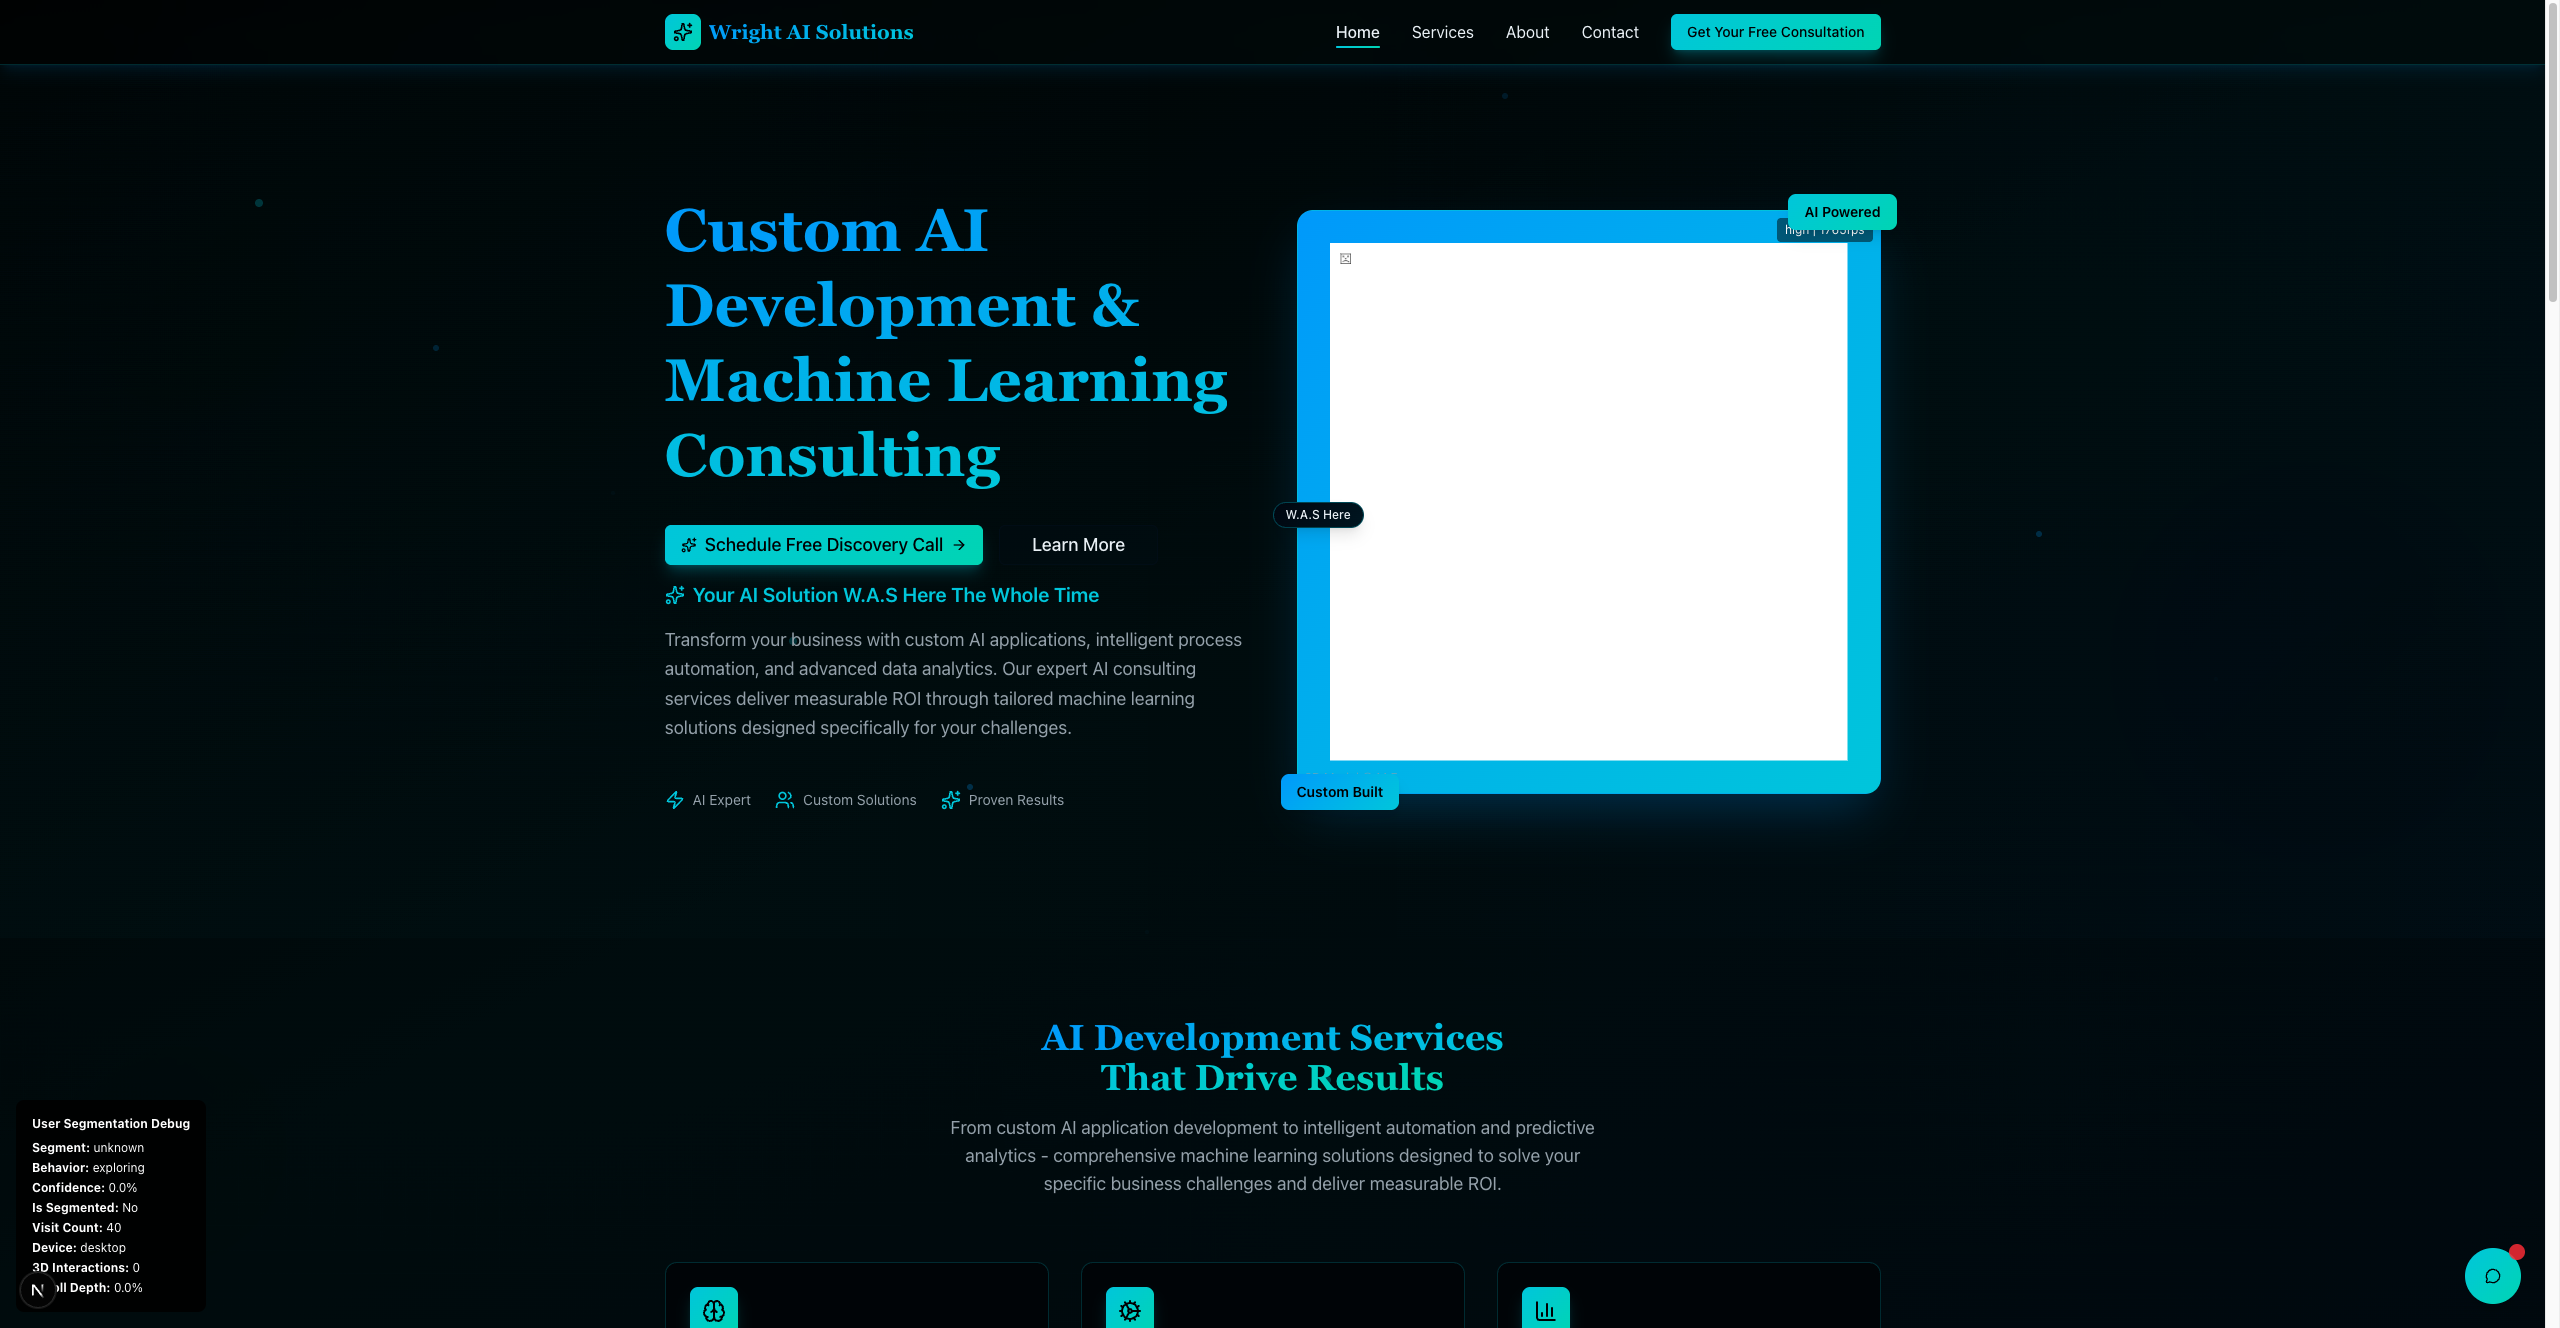 Wright AI Solutions
Home
Services
About
Contact
Get Your Free Consultation
Custom AI
Development &
Machine Learning
Consulting
Schedule Free Discovery Call
Learn More
Your AI Solution W.A.S Here The Whole Time
Transform your business with custom AI applications, intelligent process
automation, and advanced data analytics. Our expert AI consulting
services deliver measurable ROI through tailored machine learning
solutions designed specifically for your challenges.
AI Expert
Custom Solutions
Proven Results
AI Powered
high |
W.A.S Here
Custom Built
AI Development Services
That Drive Results
From custom AI application development to intelligent automation and predictive
analytics - comprehensive machine learning solutions designed to solve your
specific business challenges and deliver measurable ROI.
User Segmentation Debug
Segment: unknown
Behavior: exploring
Confidence: 0.0%
Is Segmented: No
Visit Count: 40
Device: desktop
3D Interactions: 0
Depth: 0.0%
N